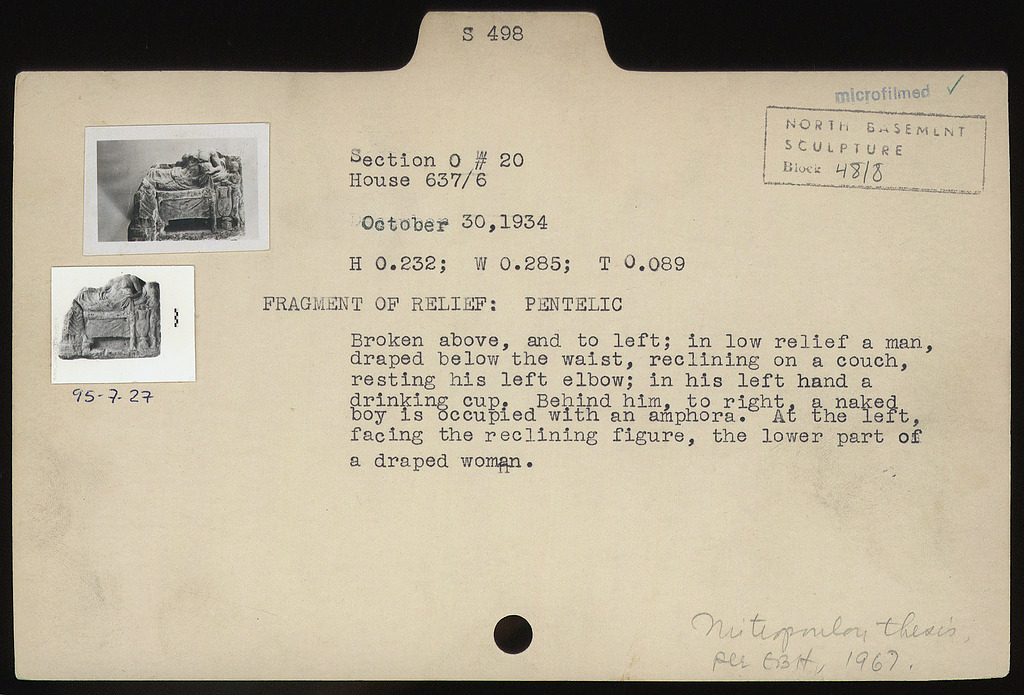 S 498
microfilmed ✓
NORTH BASEMENT
SCULPTURE
Block 48/8
Section O # 20
House 637/6
October 30,1934
H 0.232; W 0.285; T 0.089
FRAGMENT OF RELIEF: PENTELIC
Broken above, and to left; in low relief a man,
draped below the waist, reclining on a couch,
resting his left elbow; in his left hand a
drinking cup. Behind him, to right, a naked
boy is occupied with an amphora. At the left,
facing the reclining figure, the lower part of
a draped woman.
95-7-27
Mitropoulou thesis,
per EBH, 1967.